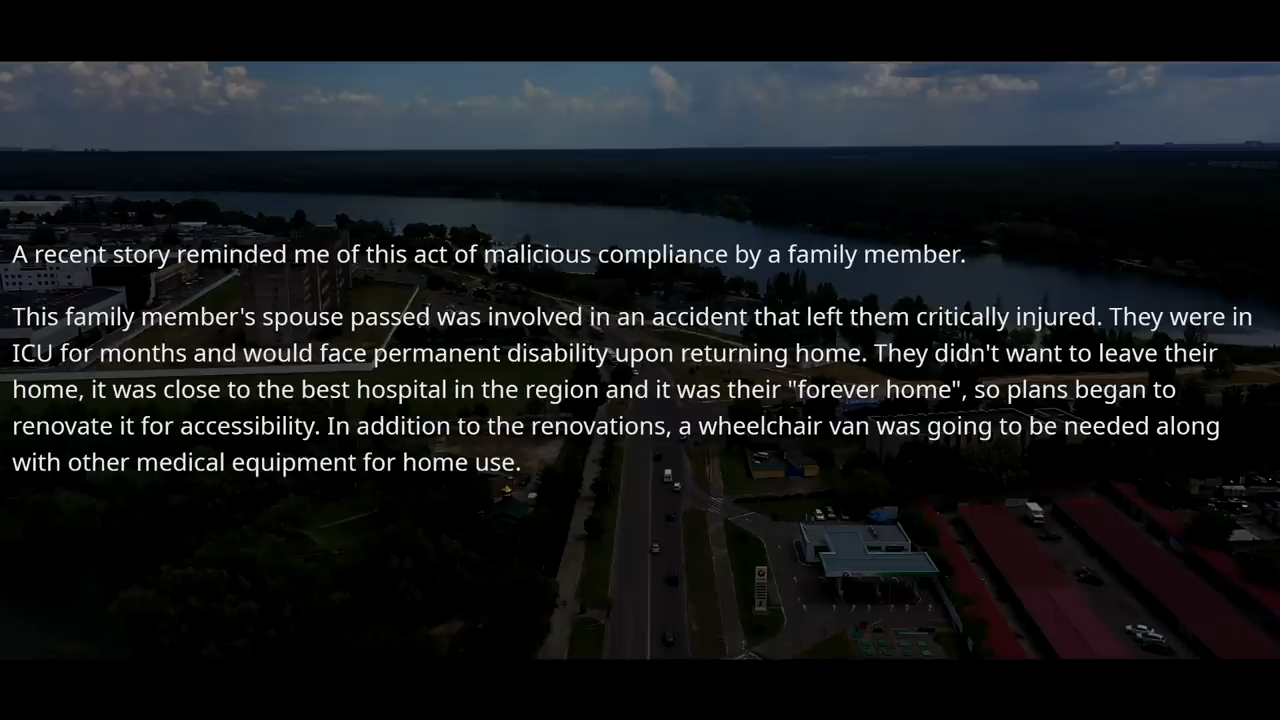 A recent story reminded me of this act of malicious compliance by a family member.
This family member's spouse passed was involved in an accident that left them critically injured. They were in
ICU for months and would face permanent disability upon returning home. They didn't want to leave their
home, it was close to the best hospital in the region and it was their "forever home", so plans began to
renovate it for accessibility. In addition to the renovations, a wheelchair van was going to be needed along
with other medical equipment for home use.